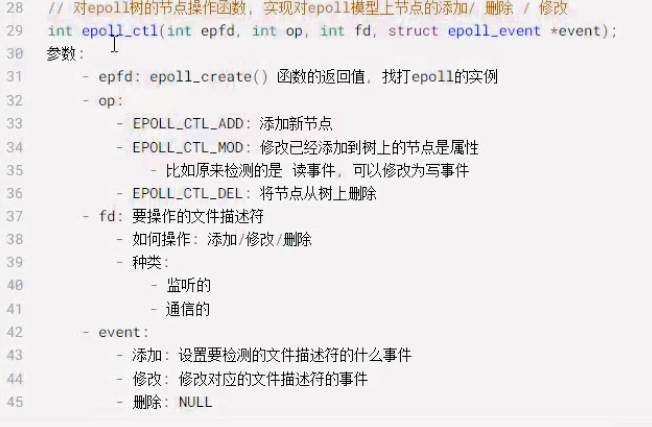 28 // 对epoll树的节点操作函数, 实现对epoll模型上节点的添加/ 删除 / 修改
29 int epoll_ctl(int epfd, int op, int fd, struct epoll_event *event);
30 参数:
31 - epfd: epoll_create() 函数的返回值, 找打epoll的实例
32 - op:
33 - EPOLL_CTL_ADD: 添加新节点
34 - EPOLL_CTL_MOD: 修改已经添加到树上的节点是属性
35 - 比如原来检测的是 读事件, 可以修改为写事件
36 - EPOLL_CTL_DEL: 将节点从树上删除
37 - fd: 要操作的文件描述符
38 - 如何操作: 添加/修改/删除
39 - 种类:
40 - 监听的
41 - 通信的
42 - event:
43 - 添加: 设置要检测的文件描述符的什么事件
44 - 修改: 修改对应的文件描述符的事件
45 - 删除: NULL